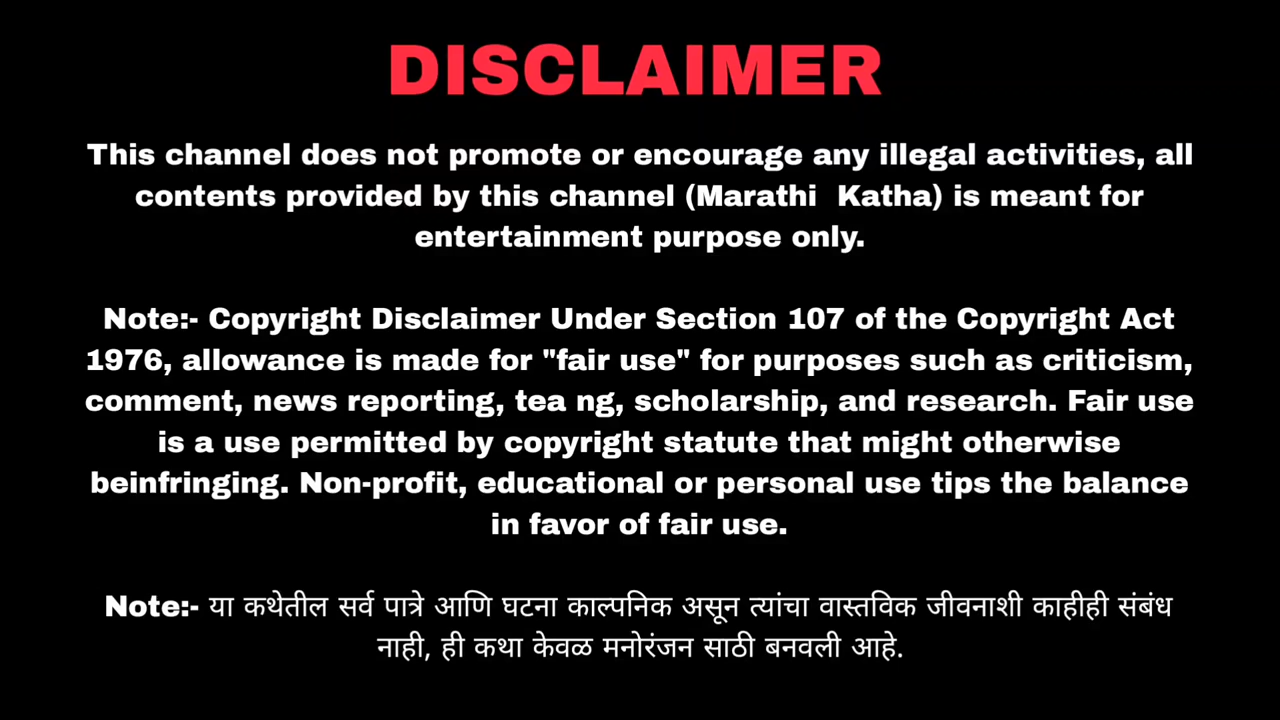 DISCLAIMER
This channel does not promote or encourage any illegal activities, all
contents provided by this channel (Marathi Katha) is meant for
entertainment purpose only.
Note:- Copyright Disclaimer Under Section 107 of the Copyright Act
1976, allowance is made for "fair use" for purposes such as criticism,
comment, news reporting, tea ng, scholarship, and research. Fair use
is a use permitted by copyright statute that might otherwise
beinfringing. Non-profit, educational or personal use tips the balance
in favor of fair use.
Note:- या कथेतील सर्व पात्रे आणि घटना काल्पनिक असून त्यांचा वास्तविक जीवनाशी काहीही संबंध
नाही, ही कथा केवळ मनोरंजन साठी बनवली आहे.